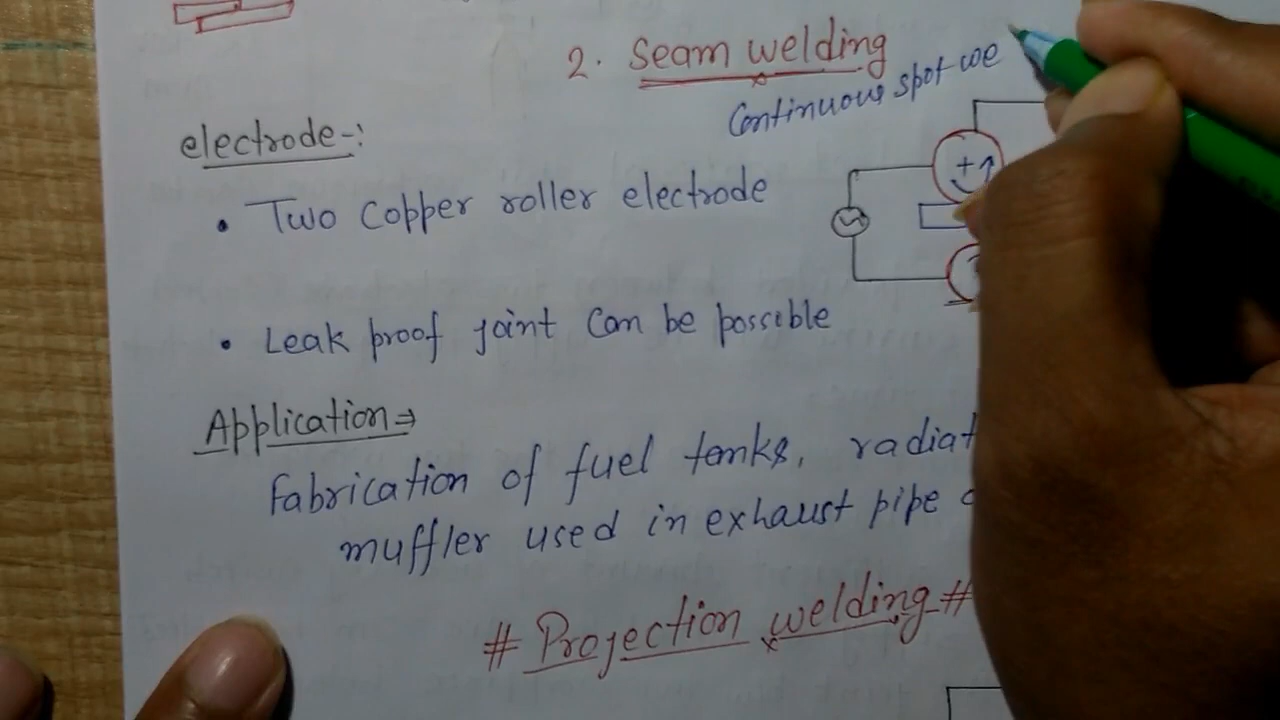 2. Seam welding
Continuous spot we
electrode-:
+
• Two Copper roller electrode
• Leak proof joint can be possible
Application⇒
Fabrication of fuel tanks, radiat
muffler used in exhaust pipe
# Projection welding #